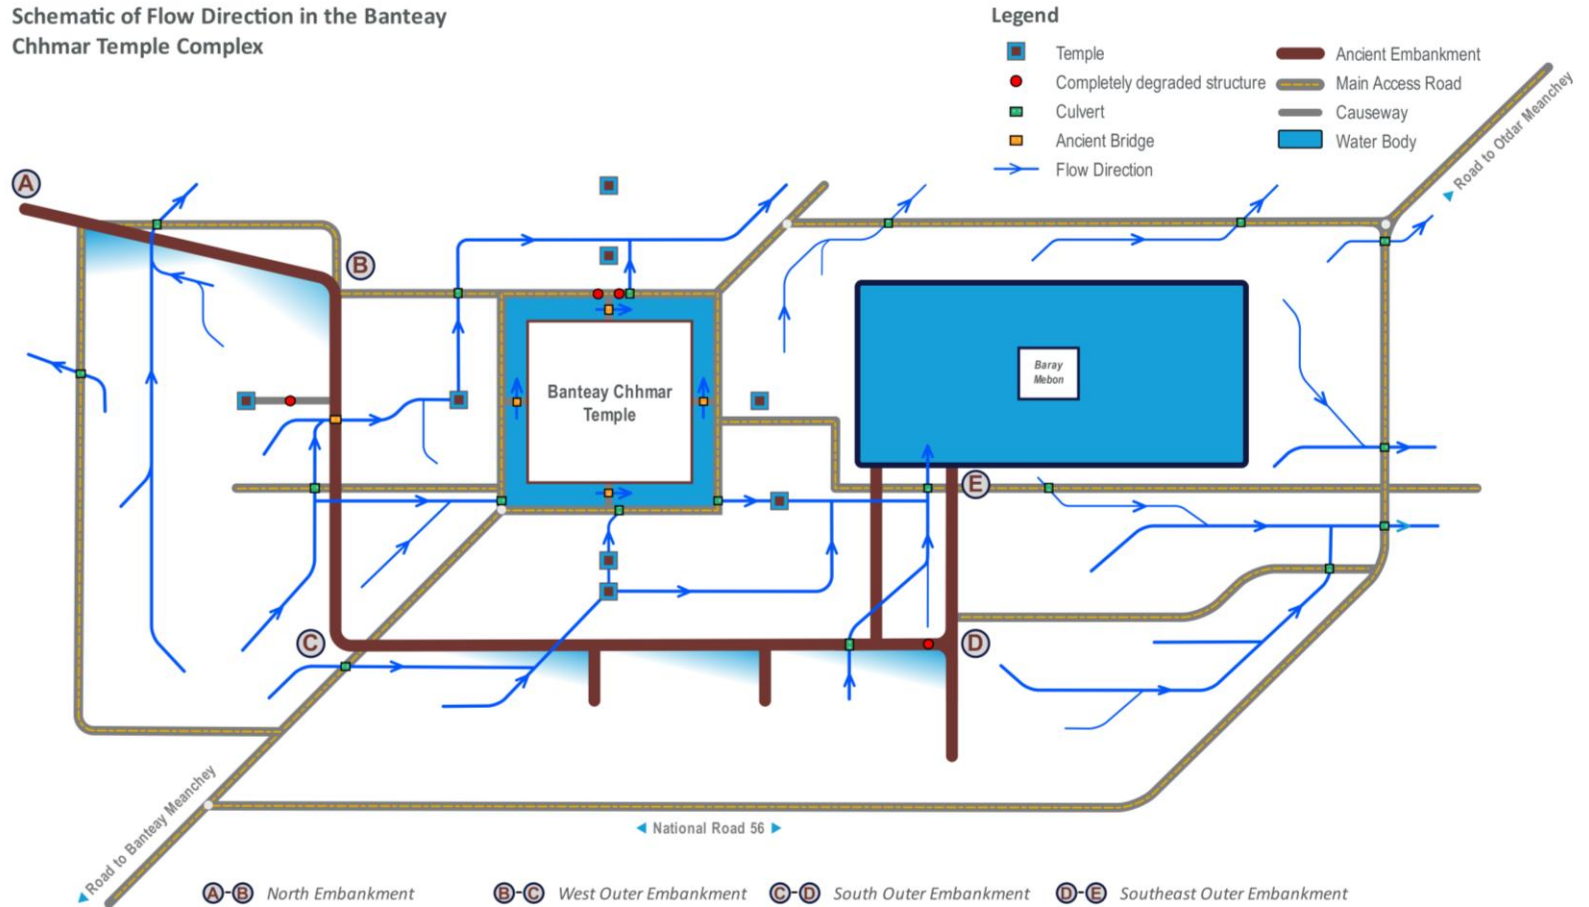 Schematic of Flow Direction in the Banteay
Chhmar Temple Complex
Legend
Temple
Completely degraded structure
Culvert
Ancient Bridge
Flow Direction
Ancient Embankment
Main Access Road
Causeway
Water Body
Road to Otdar Meanchey
A
B
Banteay Chhmar
Temple
Baray
Mebon
E
C
D
Road to Banteay Meanchey
National Road 56
A-B North Embankment
B-C West Outer Embankment
C-D South Outer Embankment
D-E Southeast Outer Embankment